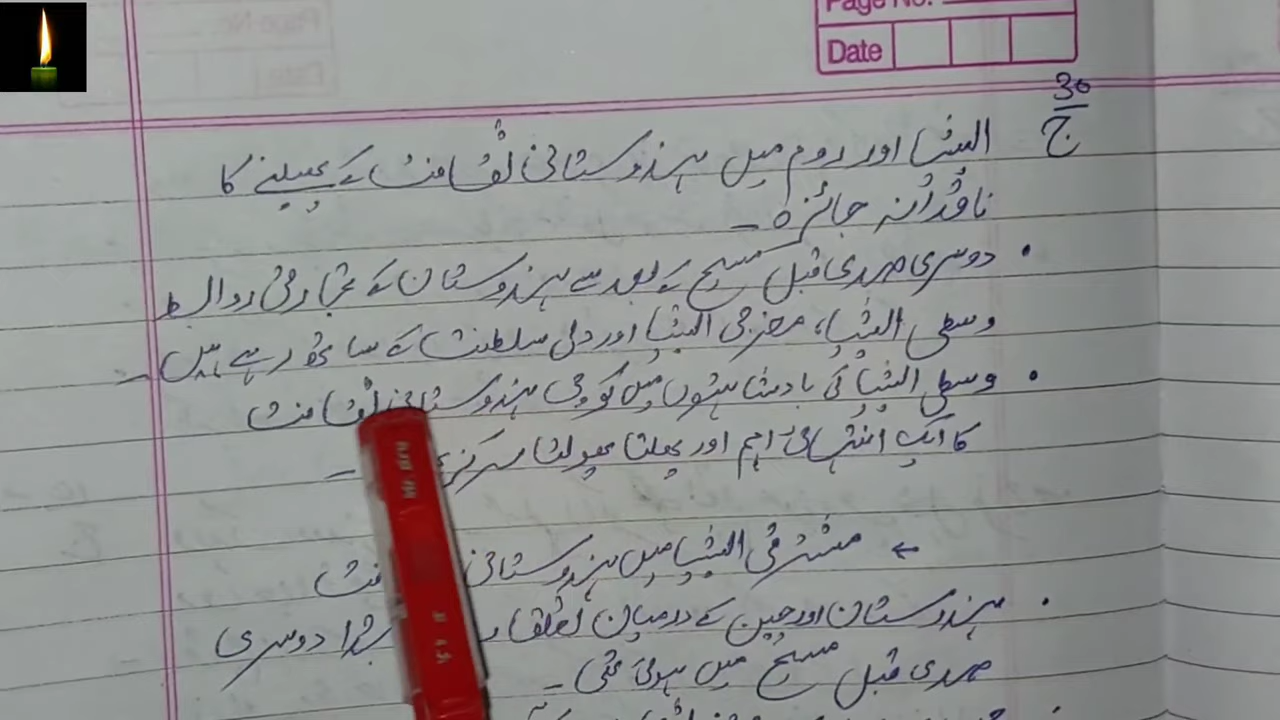 Page No.
Date
30
ج
ایشیا اور روم میں ہندوستانی ثقافت کے پھیلنے کا
ناقدانہ جائزہ ۔
• دوسری صدی قبل مسیح کے بعد سے ہندوستان کے تجارتی روابط
وسطی ایشیا، مغربی ایشیا اور سلطنت کے ساتھ رہے ہیں ۔
• وسطی ایشیا کی بادشاہتوں میں کوچی ہندوستانی ثقافت
کا ایک انتہائی اہم اور پھلتا پھولتا مرکز
← مشرقی ایشیا میں ہندوستانی
• ہندوستان اور چین کے درمیان دوسری
صدی قبل مسیح میں ہوئی تھی ۔